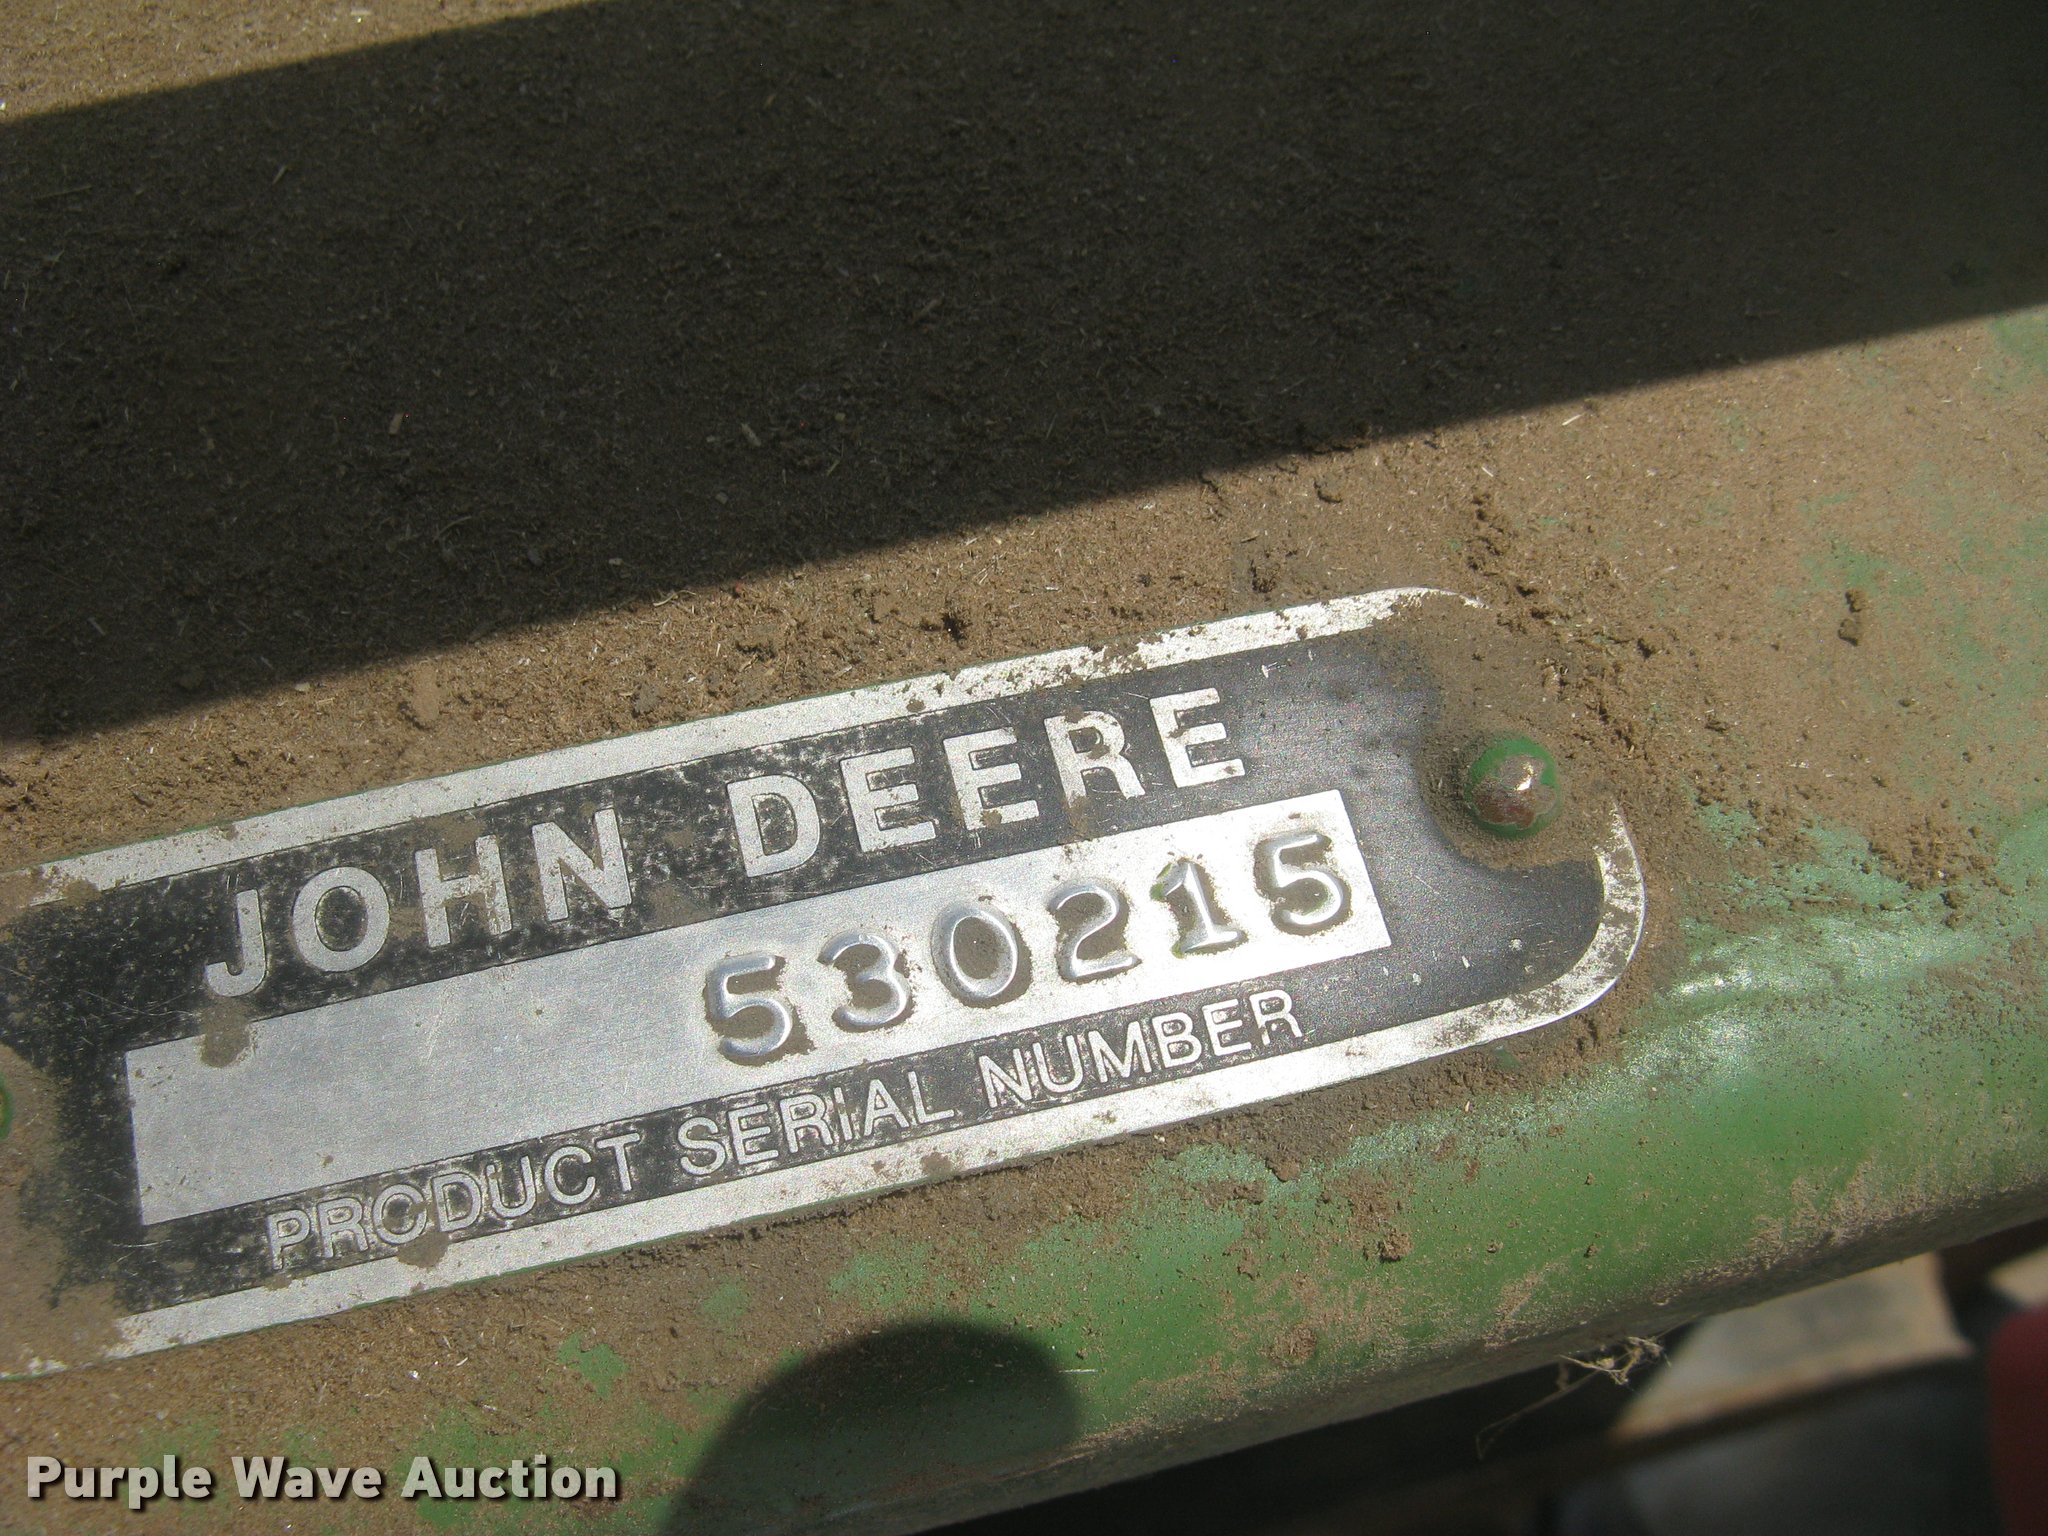 JOHN DEERE
530215
PRODUCT SERIAL NUMBER
Purple Wave Auction